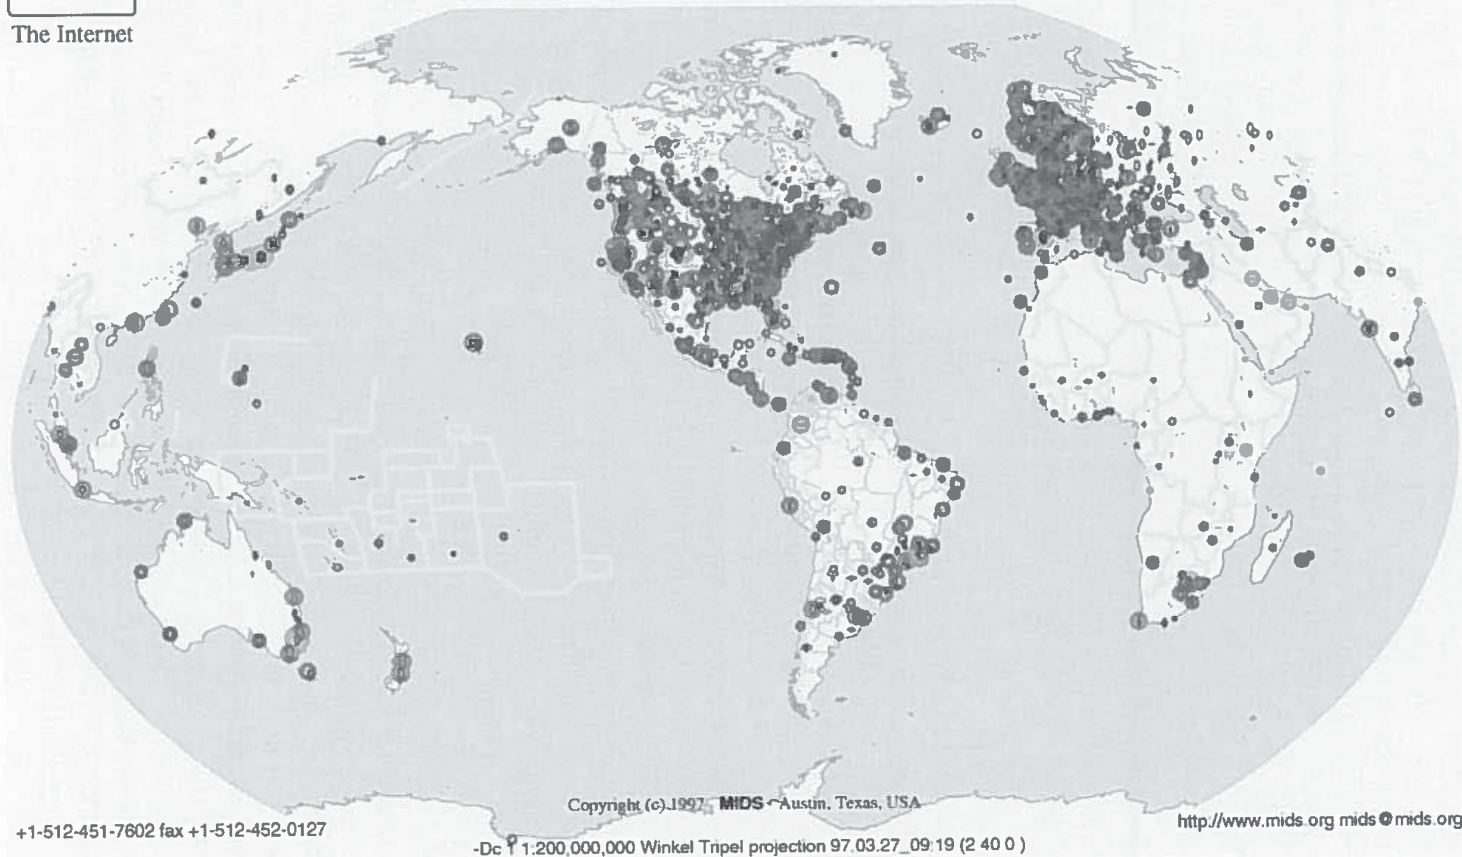 The Internet
Copyright (c) 1997 MIDS Austin, Texas, USA
+1-512-451-7602 fax +1-512-452-0127
http://www.mids.org mids@mids.org
1:200,000,000 Winkel Tripel projection 97.03.27_09:19 (2 40 0 )